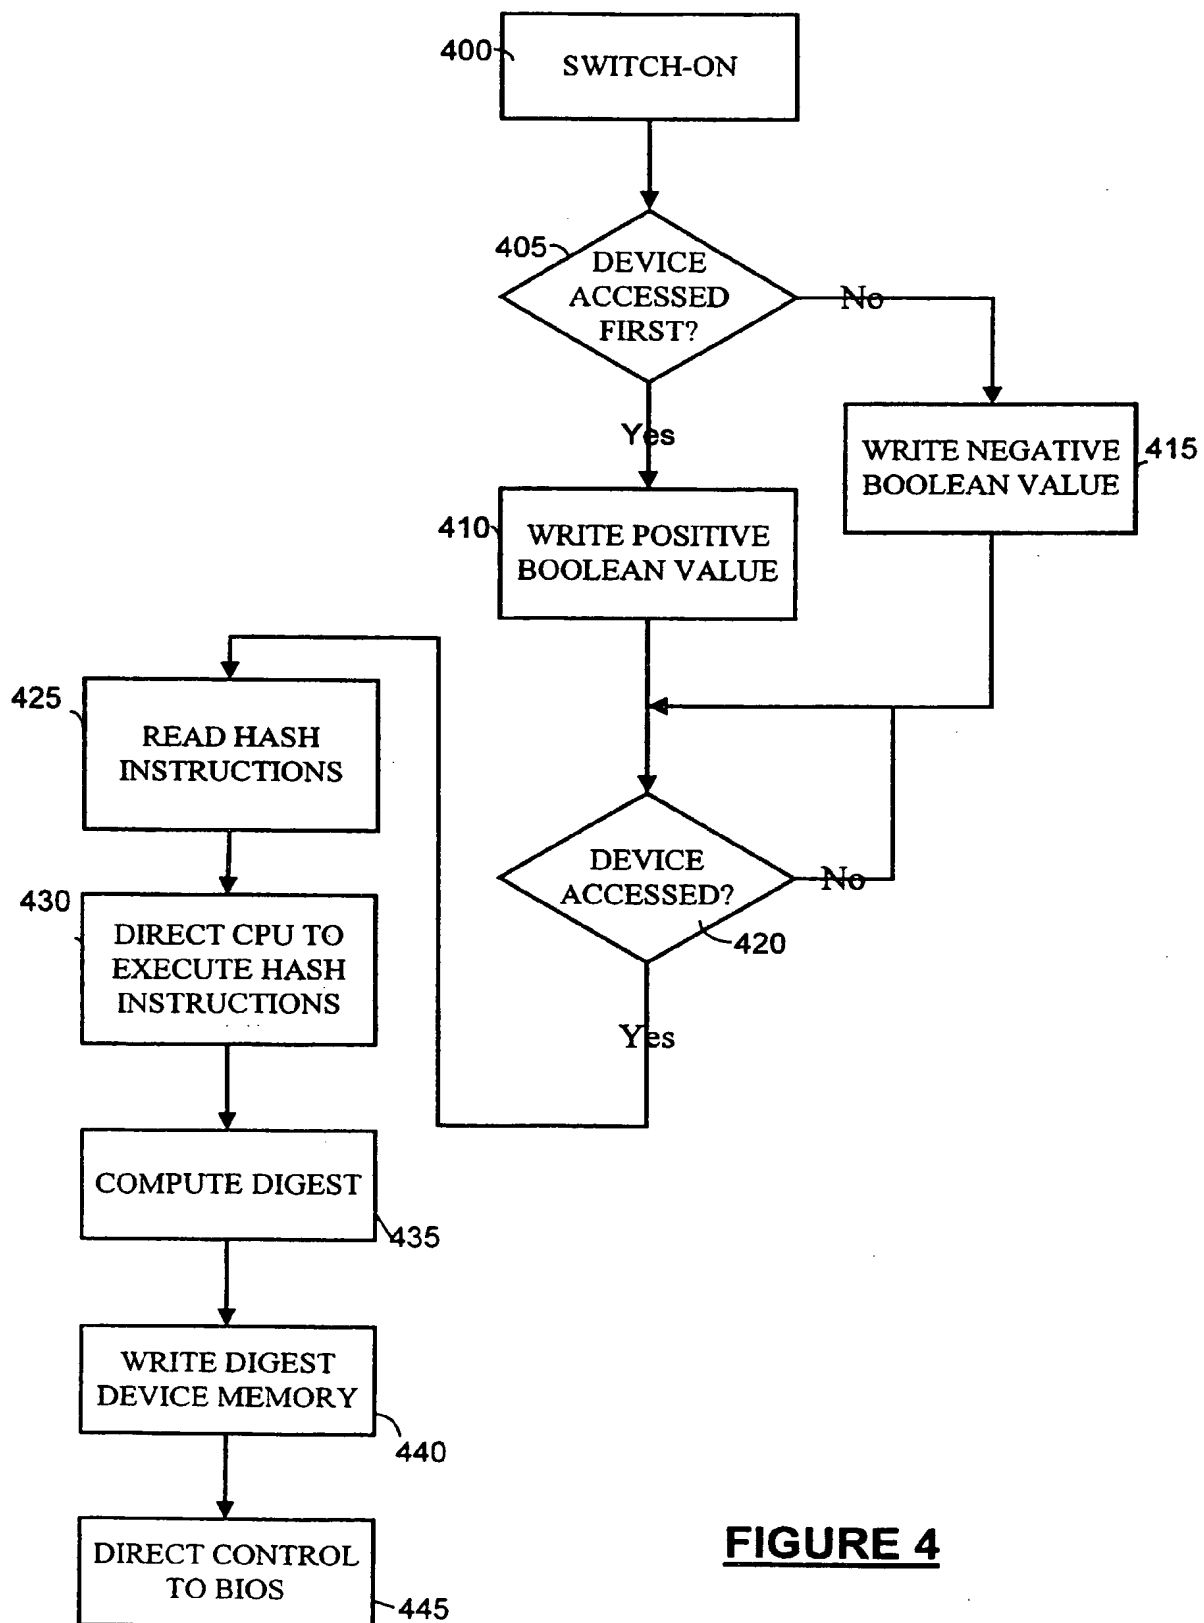 400
SWITCH-ON
405
DEVICE
ACCESSED
FIRST?
No
Yes
WRITE NEGATIVE
BOOLEAN VALUE
415
410
WRITE POSITIVE
BOOLEAN VALUE
425
READ HASH
INSTRUCTIONS
DEVICE
ACCESSED?
No
420
Yes
430
DIRECT CPU TO
EXECUTE HASH
INSTRUCTIONS
COMPUTE DIGEST
435
WRITE DIGEST
DEVICE MEMORY
440
DIRECT CONTROL
TO BIOS
445
FIGURE 4